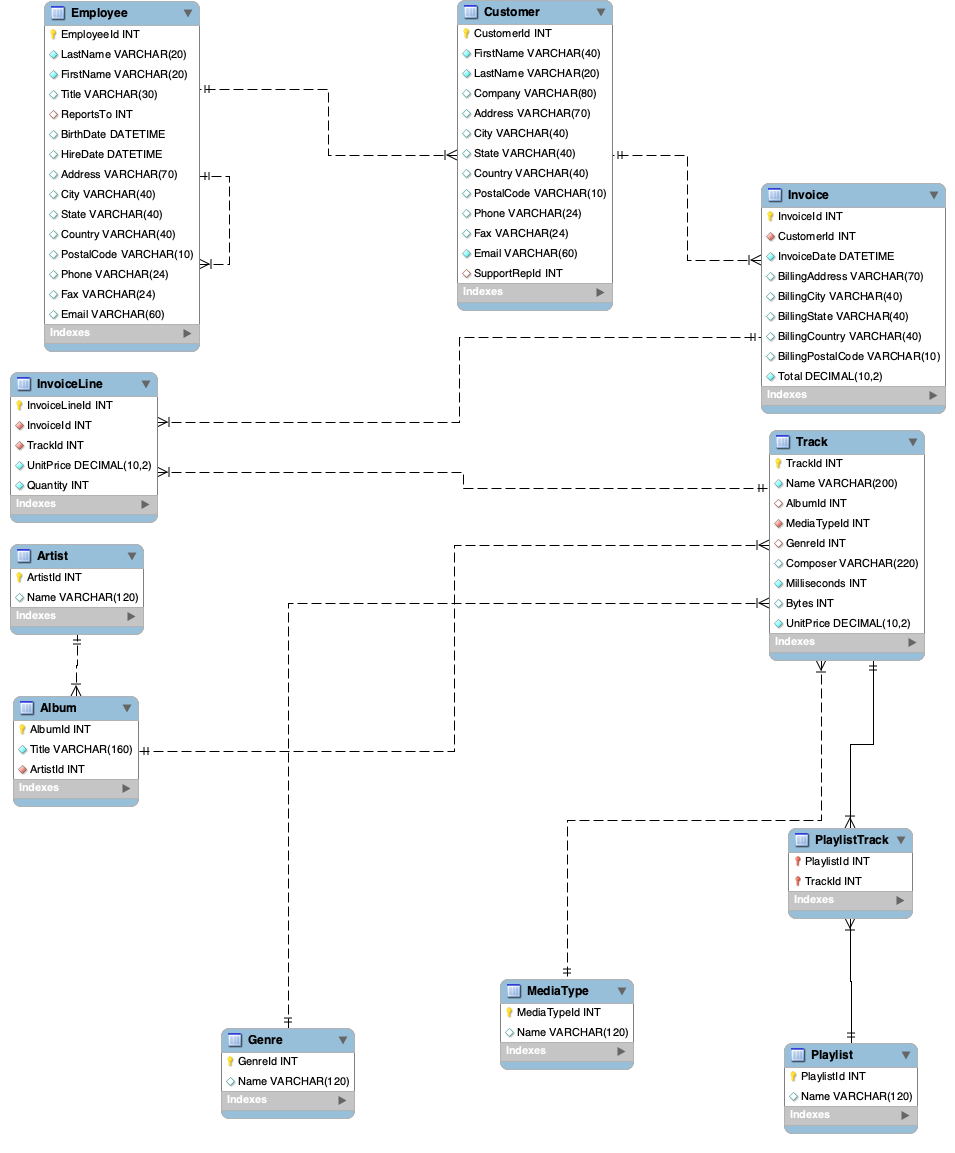 Employee
EmployeeId INT
LastName VARCHAR(20)
FirstName VARCHAR(20)
Title VARCHAR(30)
ReportsTo INT
BirthDate DATETIME
HireDate DATETIME
Address VARCHAR(70)
City VARCHAR(40)
State VARCHAR(40)
Country VARCHAR(40)
PostalCode VARCHAR(10)
Phone VARCHAR(24)
Fax VARCHAR(24)
Email VARCHAR(60)
Indexes
Customer
CustomerId INT
FirstName VARCHAR(40)
LastName VARCHAR(20)
Company VARCHAR(80)
Address VARCHAR(70)
City VARCHAR(40)
State VARCHAR(40)
Country VARCHAR(40)
PostalCode VARCHAR(10)
Phone VARCHAR(24)
Fax VARCHAR(24)
Email VARCHAR(60)
SupportRepId INT
Indexes
Invoice
InvoiceId INT
CustomerId INT
InvoiceDate DATETIME
BillingAddress VARCHAR(70)
BillingCity VARCHAR(40)
BillingState VARCHAR(40)
BillingCountry VARCHAR(40)
BillingPostalCode VARCHAR(10)
Total DECIMAL(10,2)
Indexes
InvoiceLine
InvoiceLineId INT
InvoiceId INT
TrackId INT
UnitPrice DECIMAL(10,2)
Quantity INT
Indexes
Track
TrackId INT
Name VARCHAR(200)
AlbumId INT
MediaTypeId INT
GenreId INT
Composer VARCHAR(220)
Milliseconds INT
Bytes INT
UnitPrice DECIMAL(10,2)
Indexes
Artist
ArtistId INT
Name VARCHAR(120)
Indexes
Album
AlbumId INT
Title VARCHAR(160)
ArtistId INT
Indexes
PlaylistTrack
PlaylistId INT
TrackId INT
Indexes
MediaType
MediaTypeId INT
Name VARCHAR(120)
Indexes
Genre
GenreId INT
Name VARCHAR(120)
Indexes
Playlist
PlaylistId INT
Name VARCHAR(120)
Indexes